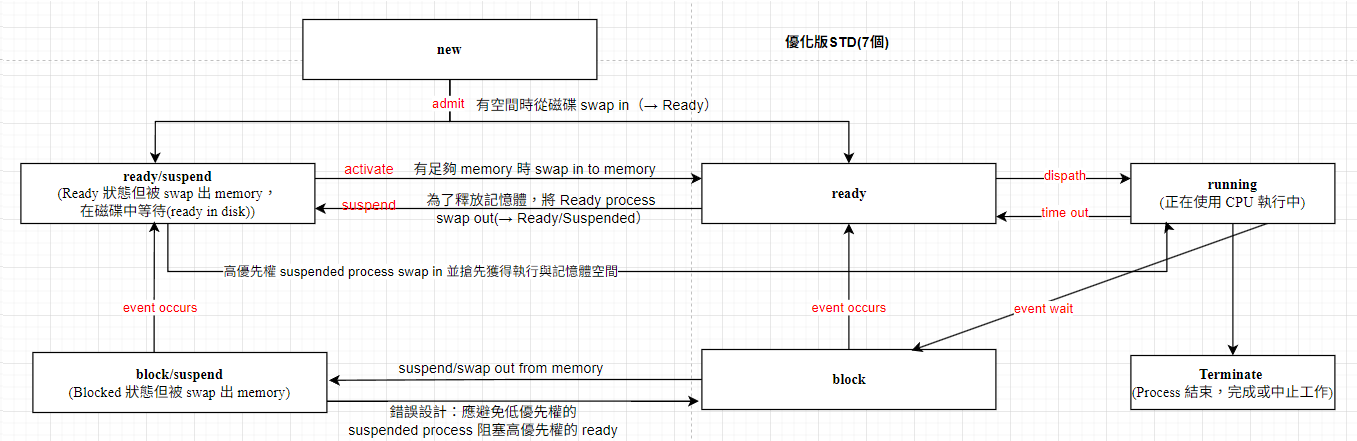 new
優化版STD(7個)
admit 有空間時從磁碟 swap in（→ Ready）
ready/suspend
(Ready 狀態但被 swap 出 memory，
在磁碟中等待(ready in disk))
activate 有足夠 memory 時 swap in to memory
suspend 為了釋放記憶體，將 Ready process
swap out(→ Ready/Suspended）
ready
dispath
time out
running
(正在使用 CPU 執行中)
高優先權 suspended process swap in 並搶先獲得執行與記憶體空間
event occurs
event occurs
event wait
block/suspend
(Blocked 狀態但被 swap 出 memory)
suspend/swap out from memory
錯誤設計：應避免低優先權的
suspended process 阻塞高優先權的 ready
block
Terminate
(Process 結束，完成或中止工作)